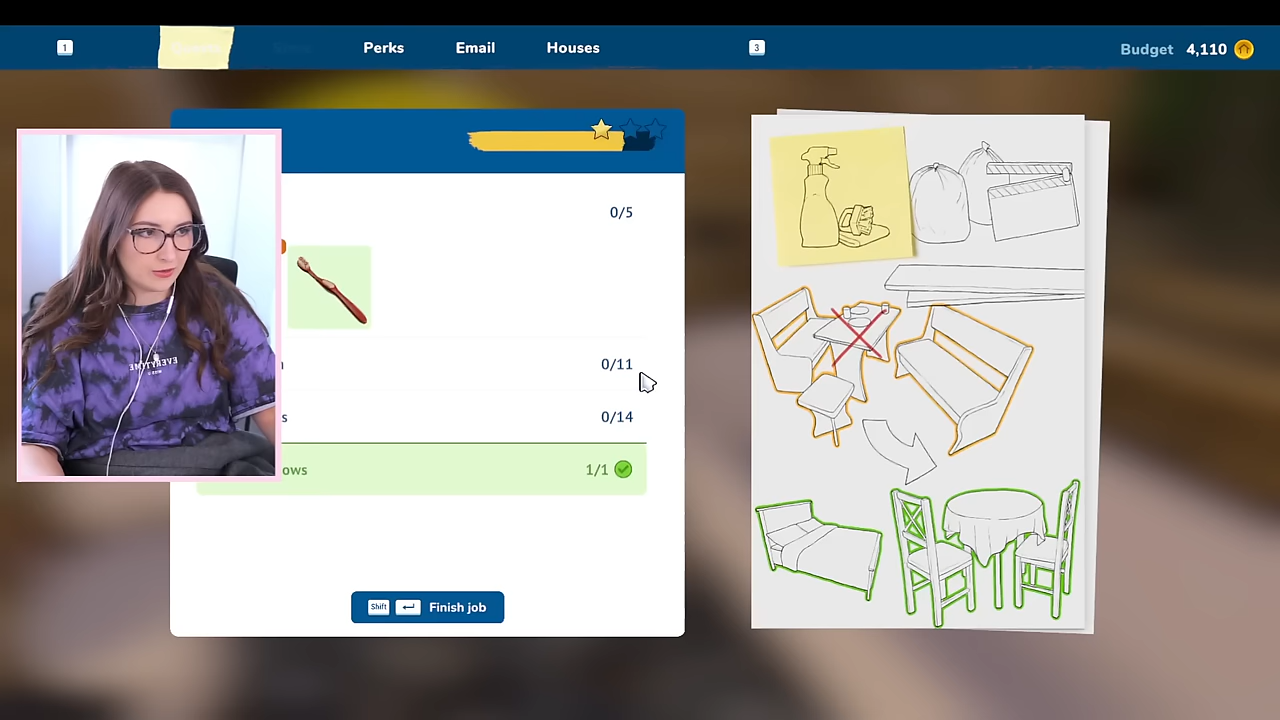 1
Perks
Email
Houses
3
Budget 4,110
0/5
0/11
0/14
ows 1/1
Shift Finish job